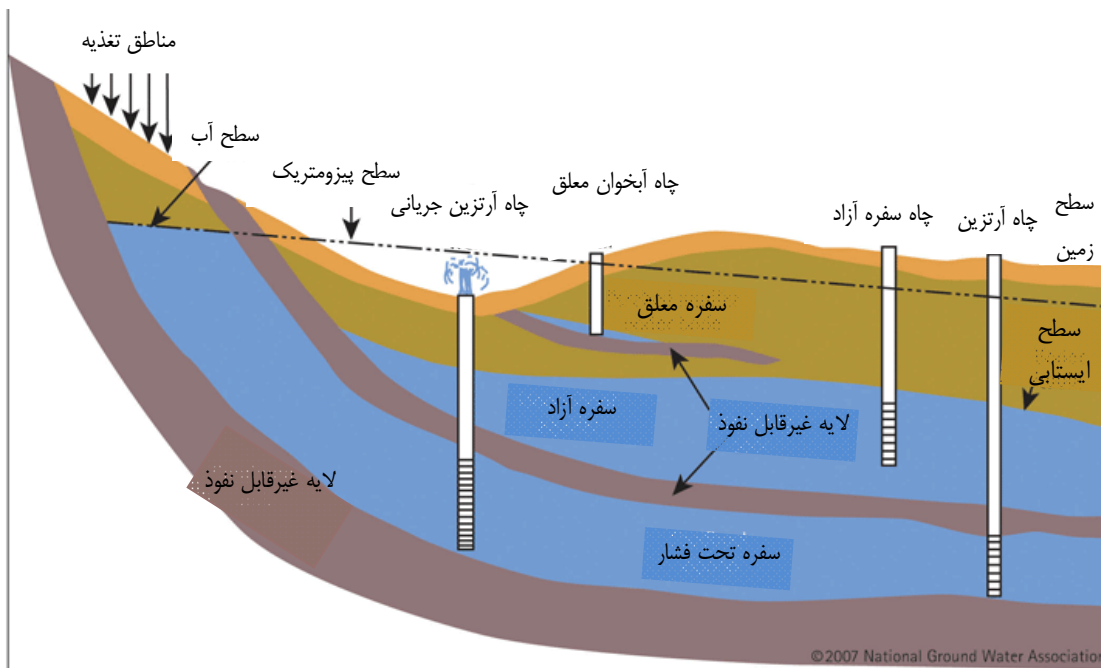 مناطق تغذیه
سطح آب
سطح پیزومتریک
چاه آرتزین جریانی
چاه آبخوان معلق
چاه سفره آزاد
چاه آرتزین
سطح
زمین
سفره معلق
سطح
ایستابی
سفره آزاد
لایه غیرقابل نفوذ
لایه غیرقابل نفوذ
سفره تحت فشار
©2007 National Ground Water Association